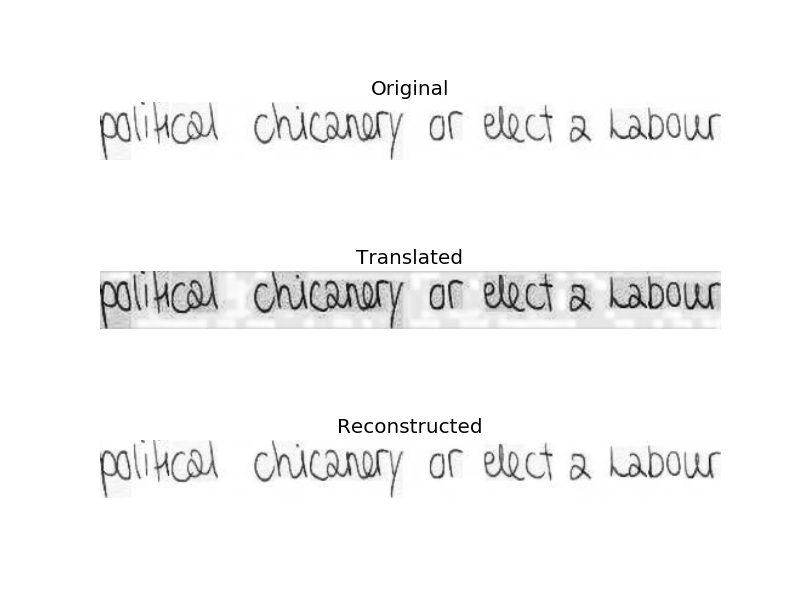 Original
political chicanery or elect a Labour
Translated
political chicanery or elect a Labour
Reconstructed
political chicanery or elect a Labour